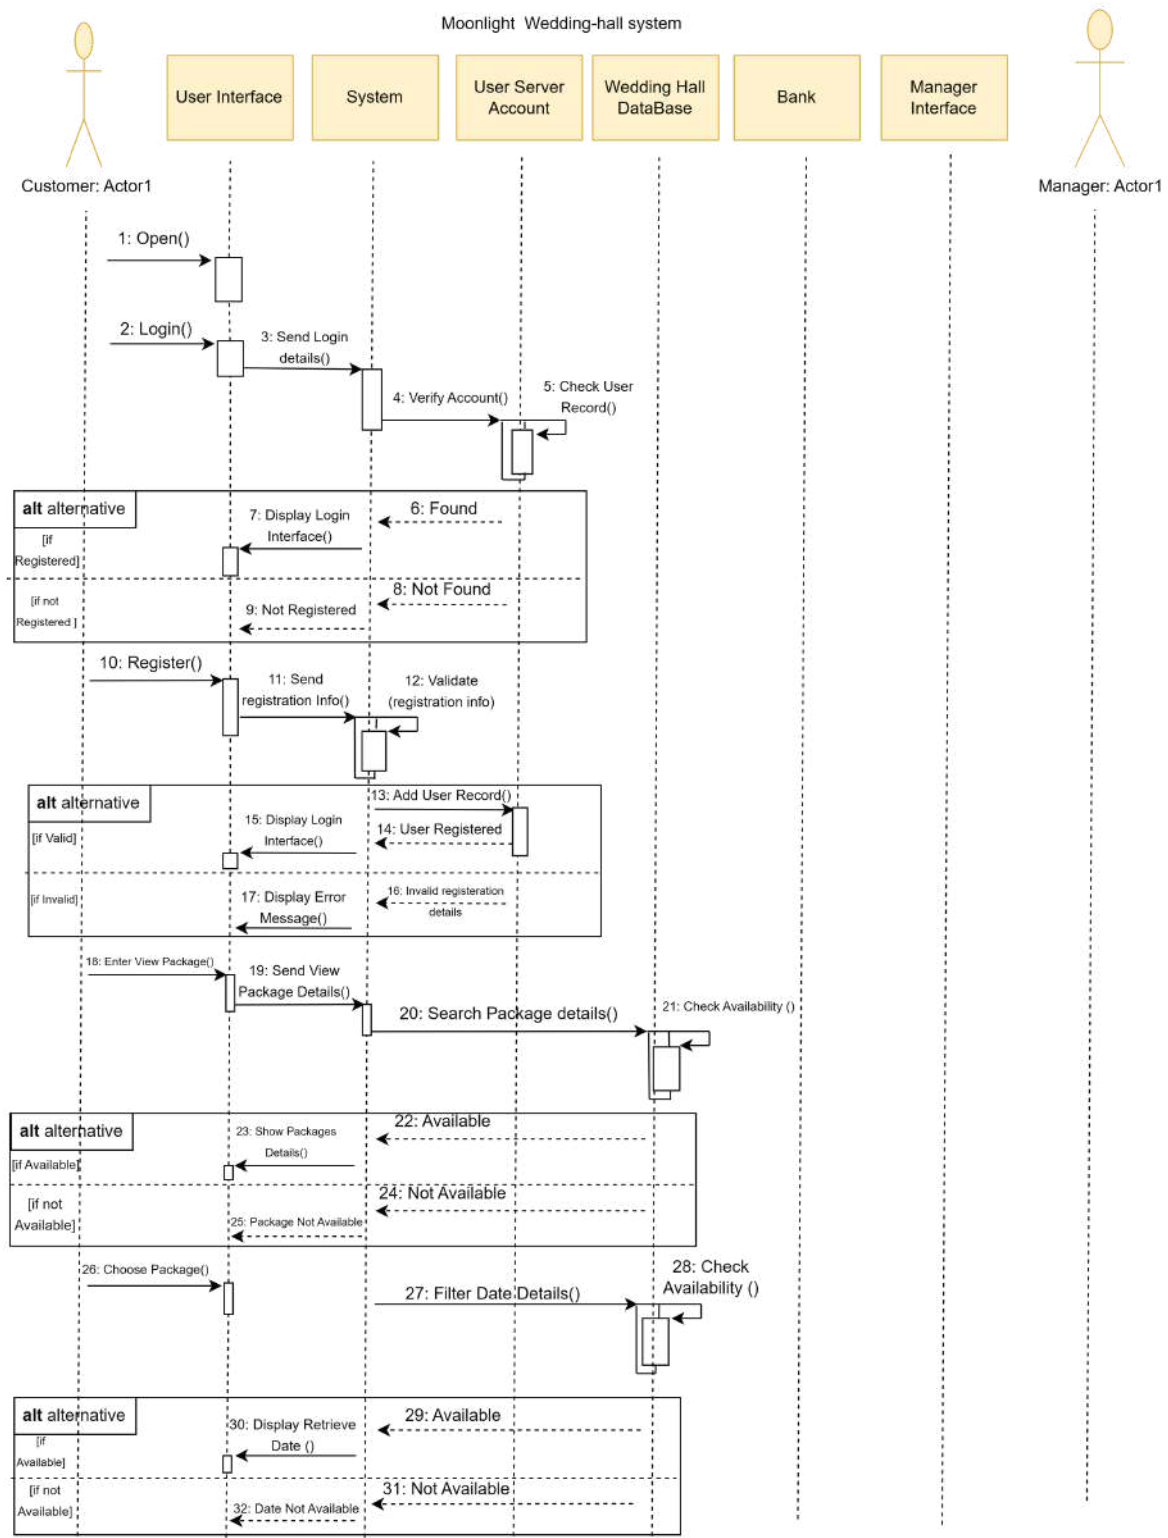 Moonlight Wedding-hall system
User Interface
System
User Server
Account
Wedding Hall
DataBase
Bank
Manager
Interface
Customer: Actor1
Manager: Actor1
1: Open()
2: Login()
3: Send Login
details()
4: Verify Account()
5: Check User
Record()
alt alternative
[if
Registered]
6: Found
7: Display Login
Interface()
[if not
Registered ]
8: Not Found
9: Not Registered
10: Register()
11: Send
registration Info()
12: Validate
(registration info)
alt alternative
13: Add User Record()
[if Valid]
14: User Registered
15: Display Login
Interface()
[if Invalid]
16: Invalid registeration
details
17: Display Error
Message()
18: Enter View Package()
19: Send View
Package Details()
20: Search Package details()
21: Check Availability ()
alt alternative
[if Available]
22: Available
23: Show Packages
Details()
[if not
Available]
24: Not Available
25: Package Not Available
26: Choose Package()
27: Filter Date Details()
28: Check
Availability ()
alt alternative
[if
Available]
29: Available
30: Display Retrieve
Date ()
[if not
Available]
31: Not Available
32: Date Not Available